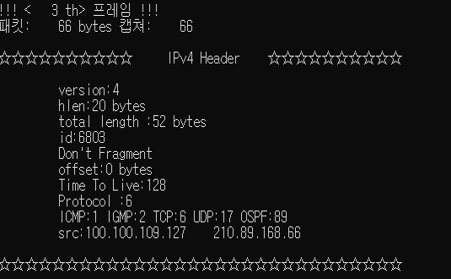 !!! <   3 th> 프레임 !!!
패킷:    66 bytes 캡쳐:    66
☆☆☆☆☆☆☆☆☆☆    IPv4 Header    ☆☆☆☆☆☆☆☆☆☆
version:4
hlen:20 bytes
total length :52 bytes
id:6803
Don't Fragment
offset:0 bytes
Time To Live:128
Protocol :6
ICMP:1 IGMP:2 TCP:6 UDP:17 OSPF:89
src:100.100.109.127    210.89.168.66
☆☆☆☆☆☆☆☆☆☆☆☆☆☆☆☆☆☆☆☆☆☆☆☆☆☆☆☆☆☆